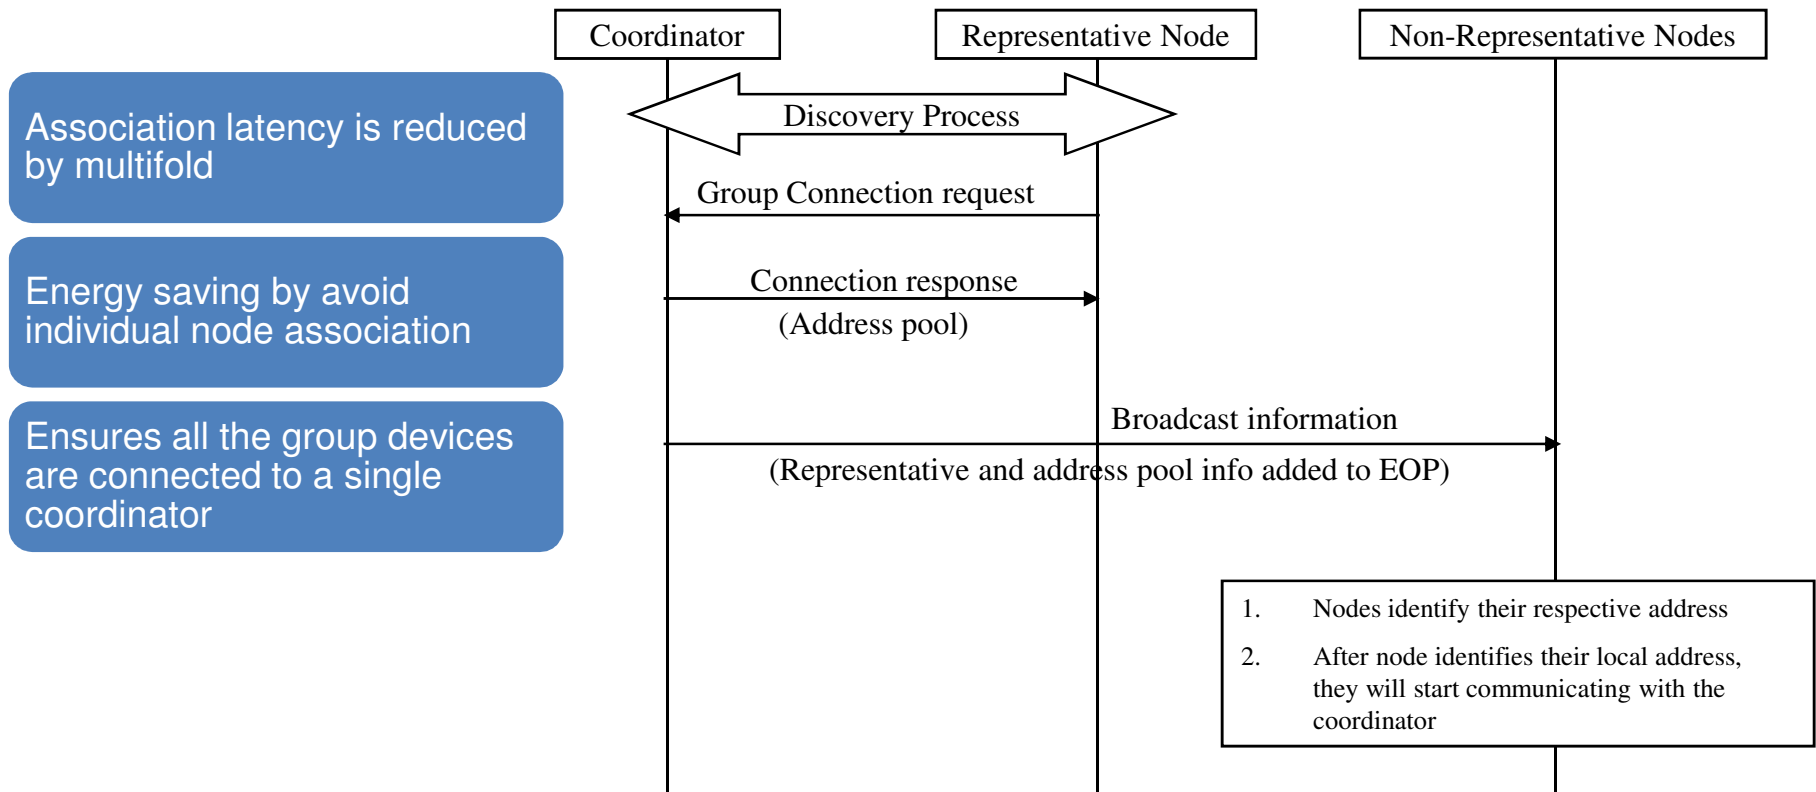 Coordinator
Representative Node
Non-Representative Nodes
Association latency is reduced
by multifold
Discovery Process
Group Connection request
Energy saving by avoid
individual node association
Connection response
(Address pool)
Ensures all the group devices
are connected to a single
coordinator
Broadcast information
(Representative and address pool info added to EOP)
1. Nodes identify their respective address
2. After node identifies their local address,
they will start communicating with the
coordinator